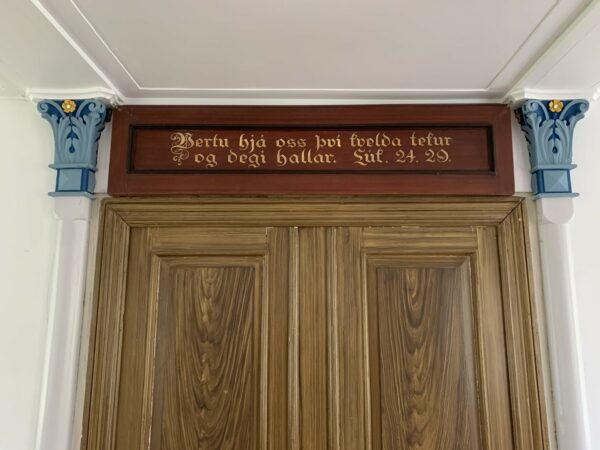 Vertu hjá oss því kvelda tekur
og degi hallar. Lúk. 24. 29.